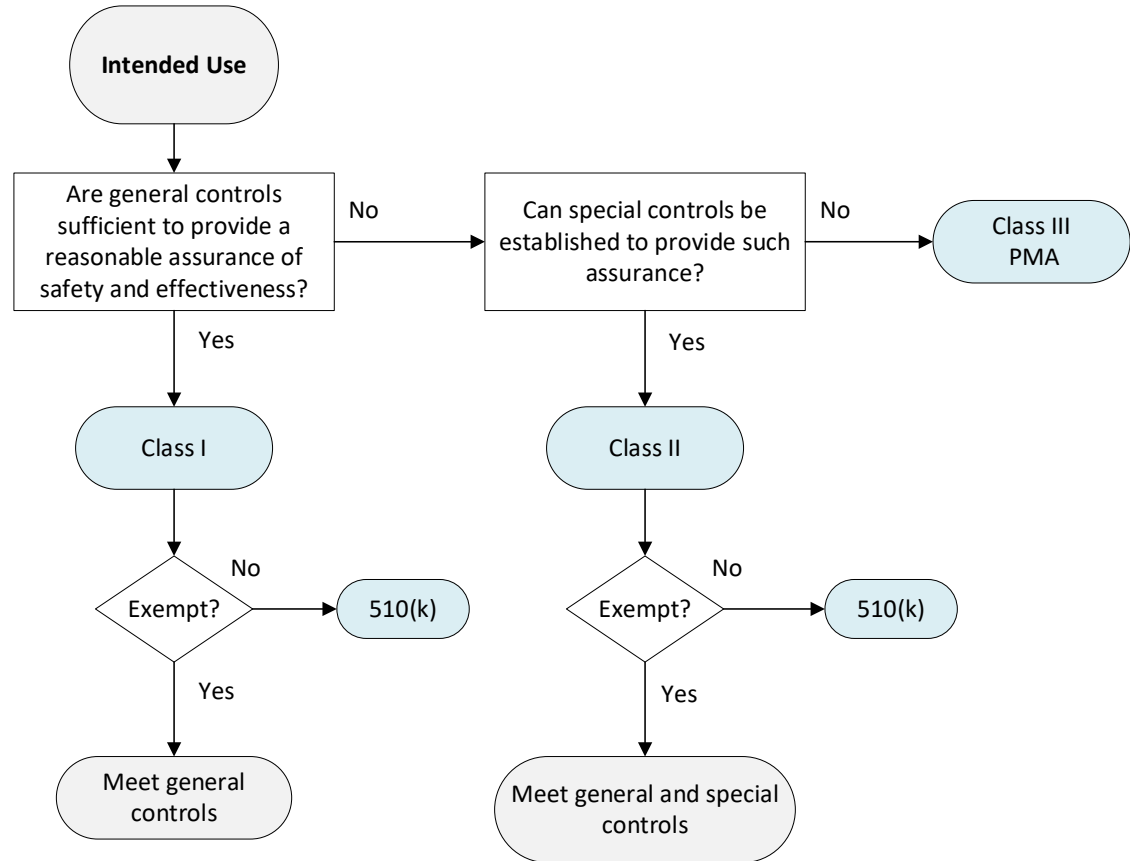 Intended Use
Are general controls
sufficient to provide a
reasonable assurance of
safety and effectiveness?
No
Can special controls be
established to provide such
assurance?
No
Class III
PMA
Yes
Yes
Class I
Class II
No
Exempt?
510(k)
No
Exempt?
510(k)
Yes
Yes
Meet general
controls
Meet general and special
controls